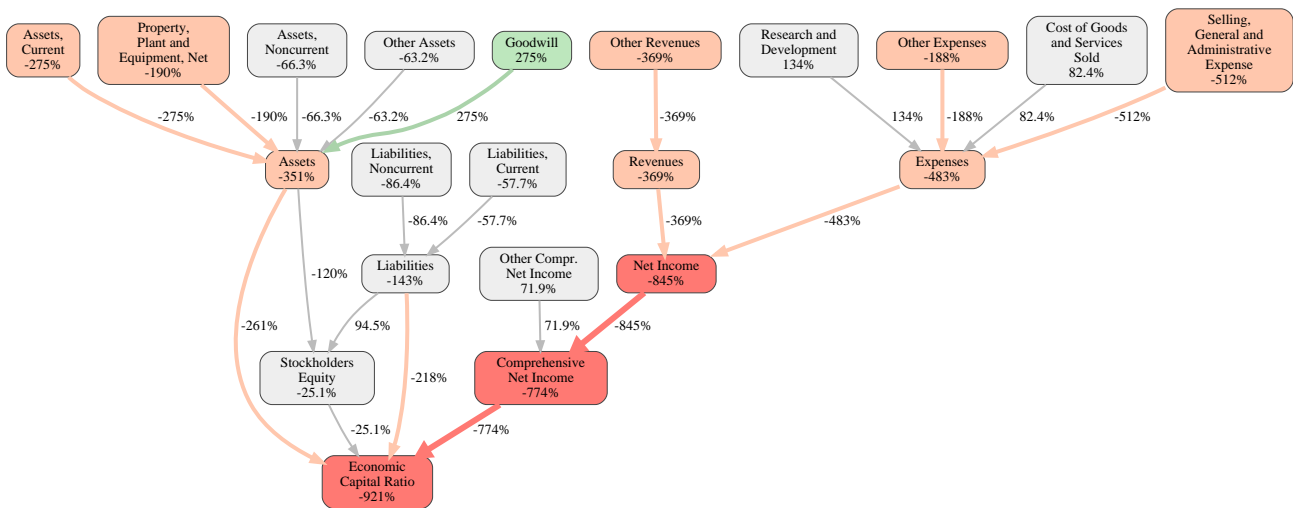 Assets,
Current
-275%
Property,
Plant and
Equipment, Net
-190%
Assets,
Noncurrent
-66.3%
Other Assets
-63.2%
Goodwill
275%
Other Revenues
-369%
Research and
Development
134%
Other Expenses
-188%
Cost of Goods
and Services
Sold
82.4%
Selling,
General and
Administrative
Expense
-512%
-275%
-190%
-66.3%
-63.2%
275%
-369%
134%
-188%
82.4%
-512%
Assets
-351%
Liabilities,
Noncurrent
-86.4%
Liabilities,
Current
-57.7%
Revenues
-369%
Expenses
-483%
-86.4%
-57.7%
-369%
-483%
Liabilities
-143%
Other Compr.
Net Income
71.9%
Net Income
-845%
-120%
-261%
94.5%
71.9%
-845%
Stockholders
Equity
-25.1%
-218%
Comprehensive
Net Income
-774%
-25.1%
-774%
Economic
Capital Ratio
-921%